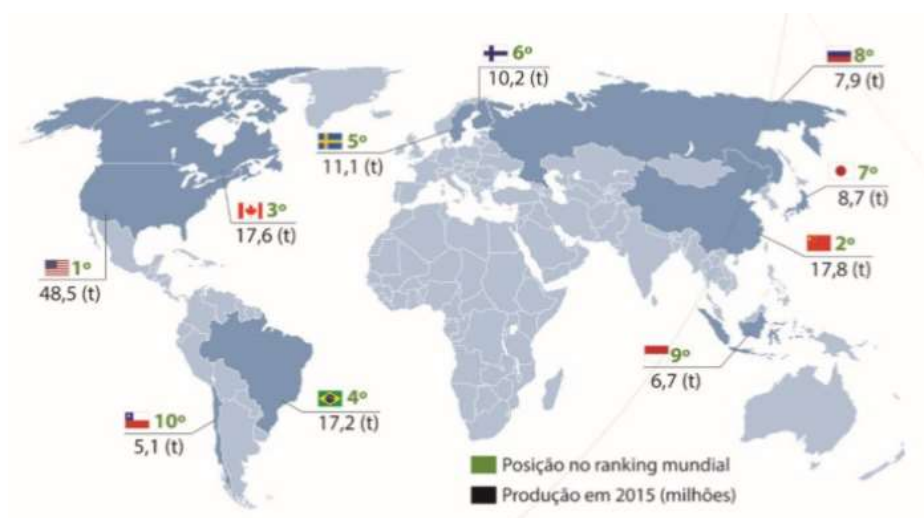 6º
10,2 (t)
8º
7,9 (t)
5º
11,1 (t)
7º
8,7 (t)
3º
17,6 (t)
2º
17,8 (t)
1º
48,5 (t)
9º
6,7 (t)
4º
17,2 (t)
10º
5,1 (t)
Posição no ranking mundial
Produção em 2015 (milhões)